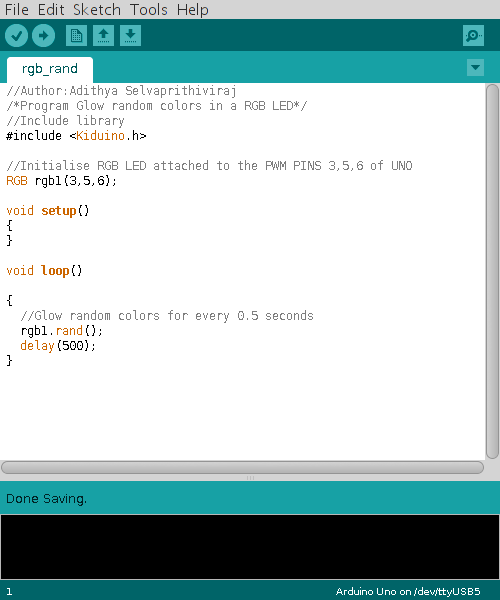 File Edit Sketch Tools Help
rgb_rand
//Author:Adithya Selvaprithiviraj
/*Program Glow random colors in a RGB LED*/
//Include library
#include <Kiduino.h>
//Initialise RGB LED attached to the PWM PINS 3,5,6 of UNO
RGB rgb1(3,5,6);
void setup()
{
}
void loop()
{
//Glow random colors for every 0.5 seconds
rgb1.rand();
delay(500);
}
Done Saving.
1 Arduino Uno on /dev/ttyUSB5